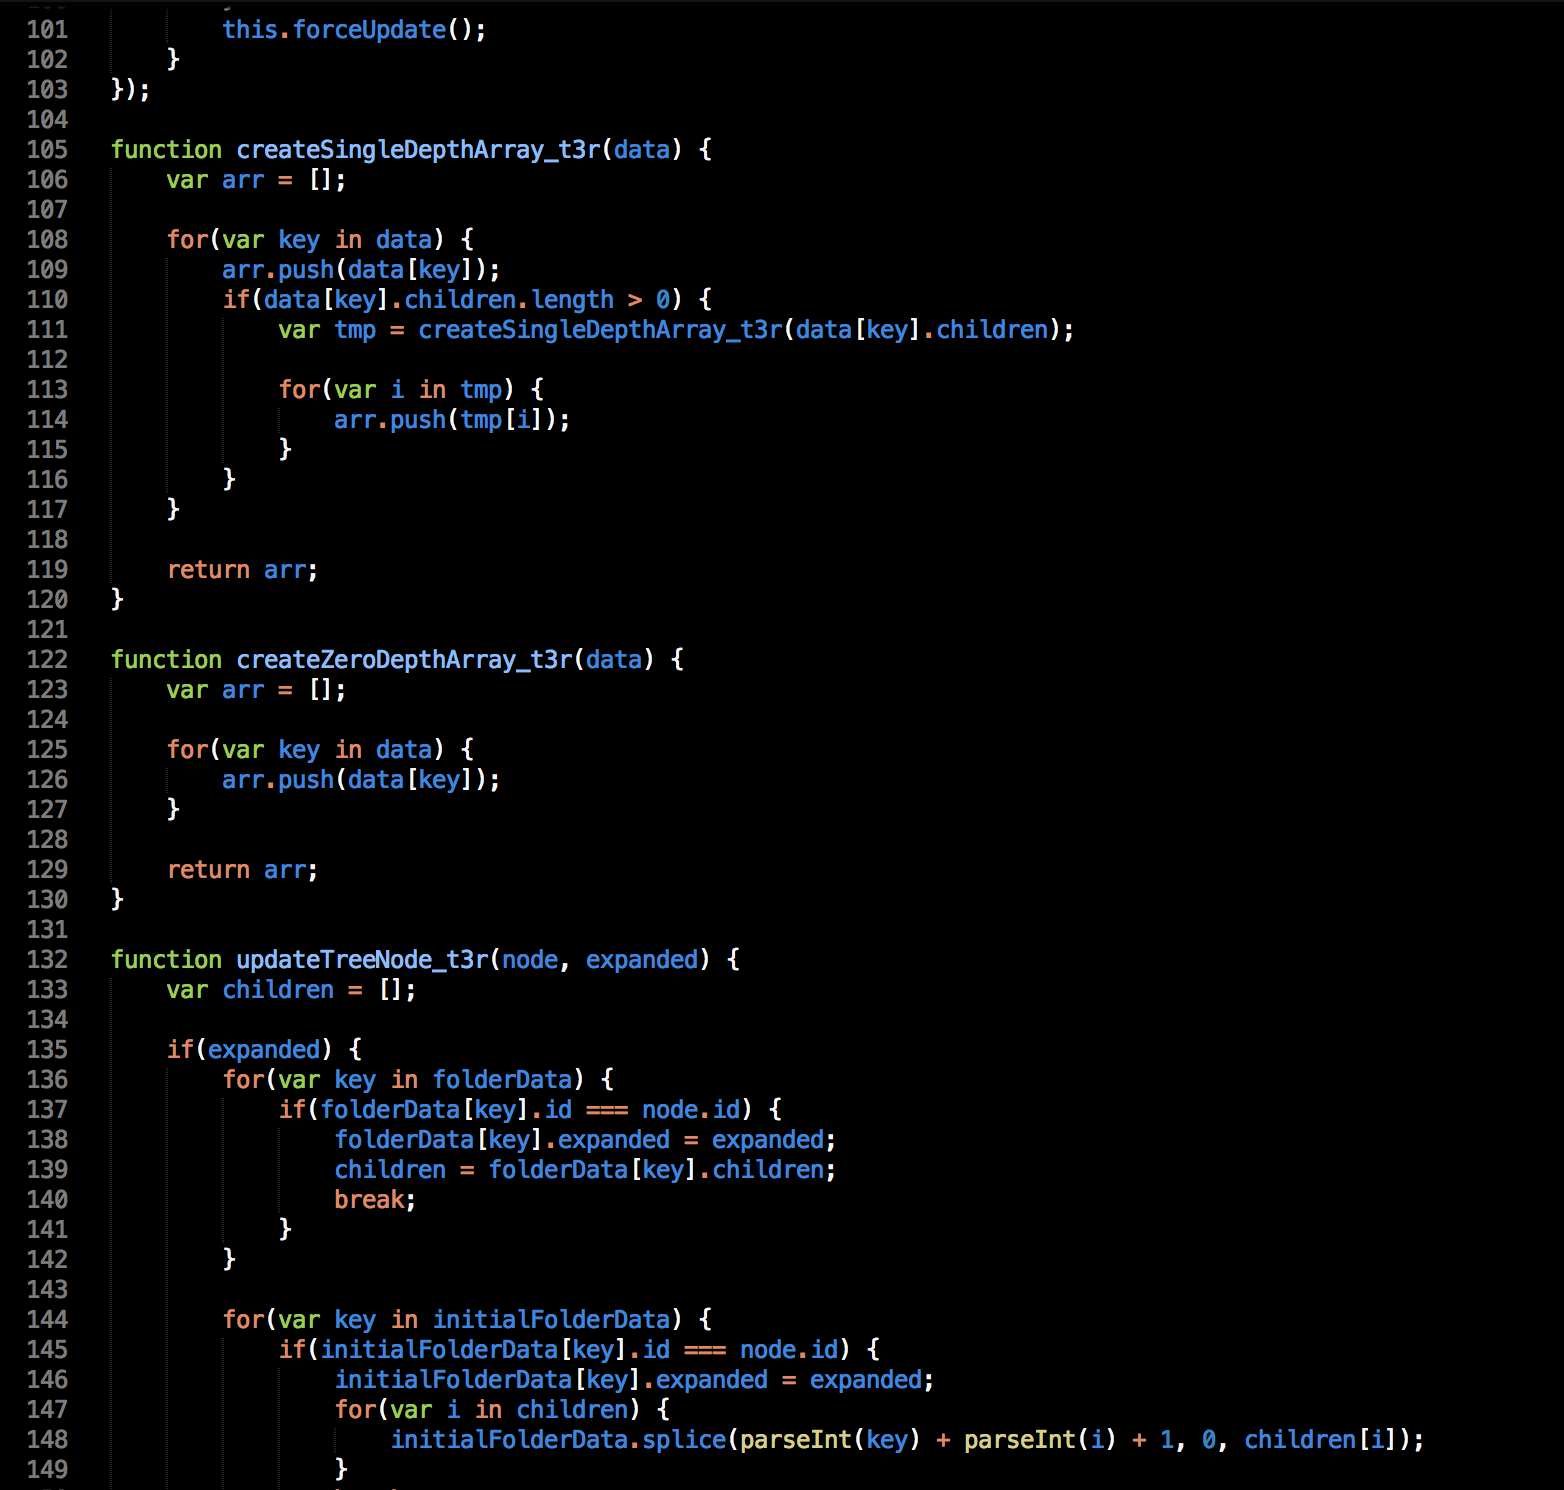 101 this.forceUpdate();
102 }
103 });
104
105 function createSingleDepthArray_t3r(data) {
106 var arr = [];
107
108 for(var key in data) {
109 arr.push(data[key]);
110 if(data[key].children.length > 0) {
111 var tmp = createSingleDepthArray_t3r(data[key].children);
112
113 for(var i in tmp) {
114 arr.push(tmp[i]);
115 }
116 }
117 }
118
119 return arr;
120 }
121
122 function createZeroDepthArray_t3r(data) {
123 var arr = [];
124
125 for(var key in data) {
126 arr.push(data[key]);
127 }
128
129 return arr;
130 }
131
132 function updateTreeNode_t3r(node, expanded) {
133 var children = [];
134
135 if(expanded) {
136 for(var key in folderData) {
137 if(folderData[key].id === node.id) {
138 folderData[key].expanded = expanded;
139 children = folderData[key].children;
140 break;
141 }
142 }
143
144 for(var key in initialFolderData) {
145 if(initialFolderData[key].id === node.id) {
146 initialFolderData[key].expanded = expanded;
147 for(var i in children) {
148 initialFolderData.splice(parseInt(key) + parseInt(i) + 1, 0, children[i]);
149 }